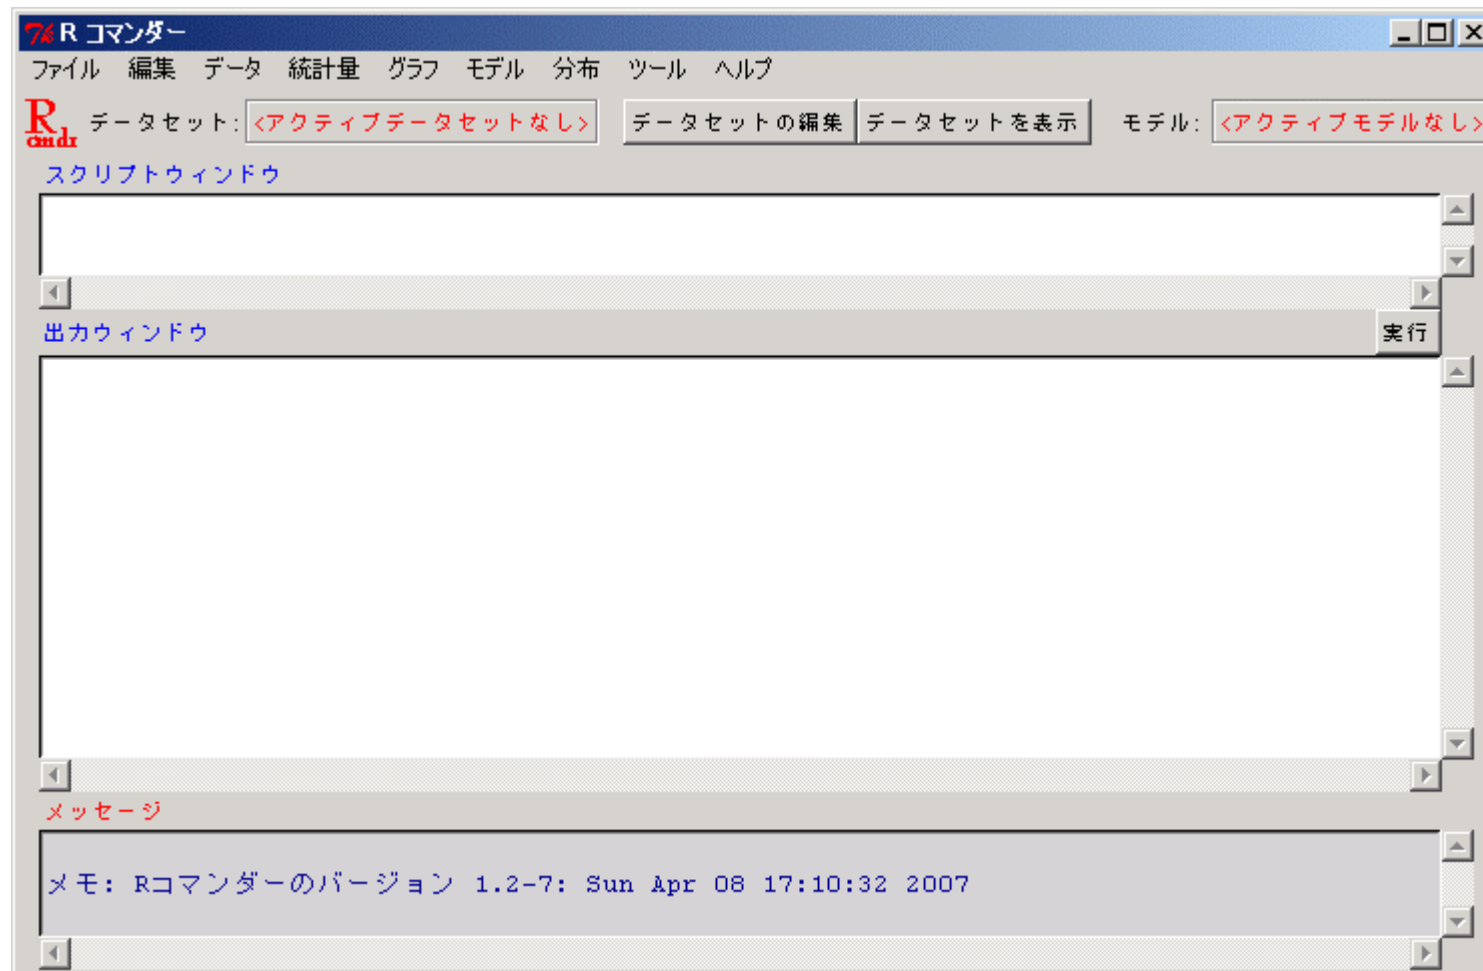 R コマンダー
ファイル 編集 データ 統計量 グラフ モデル 分布 ツール ヘルプ
R cmdr データセット: <アクティブデータセットなし> データセットの編集 データセットを表示 モデル: <アクティブモデルなし>
スクリプトウィンドウ
出力ウィンドウ 実行
メッセージ
メモ: Rコマンダーのバージョン 1.2-7: Sun Apr 08 17:10:32 2007